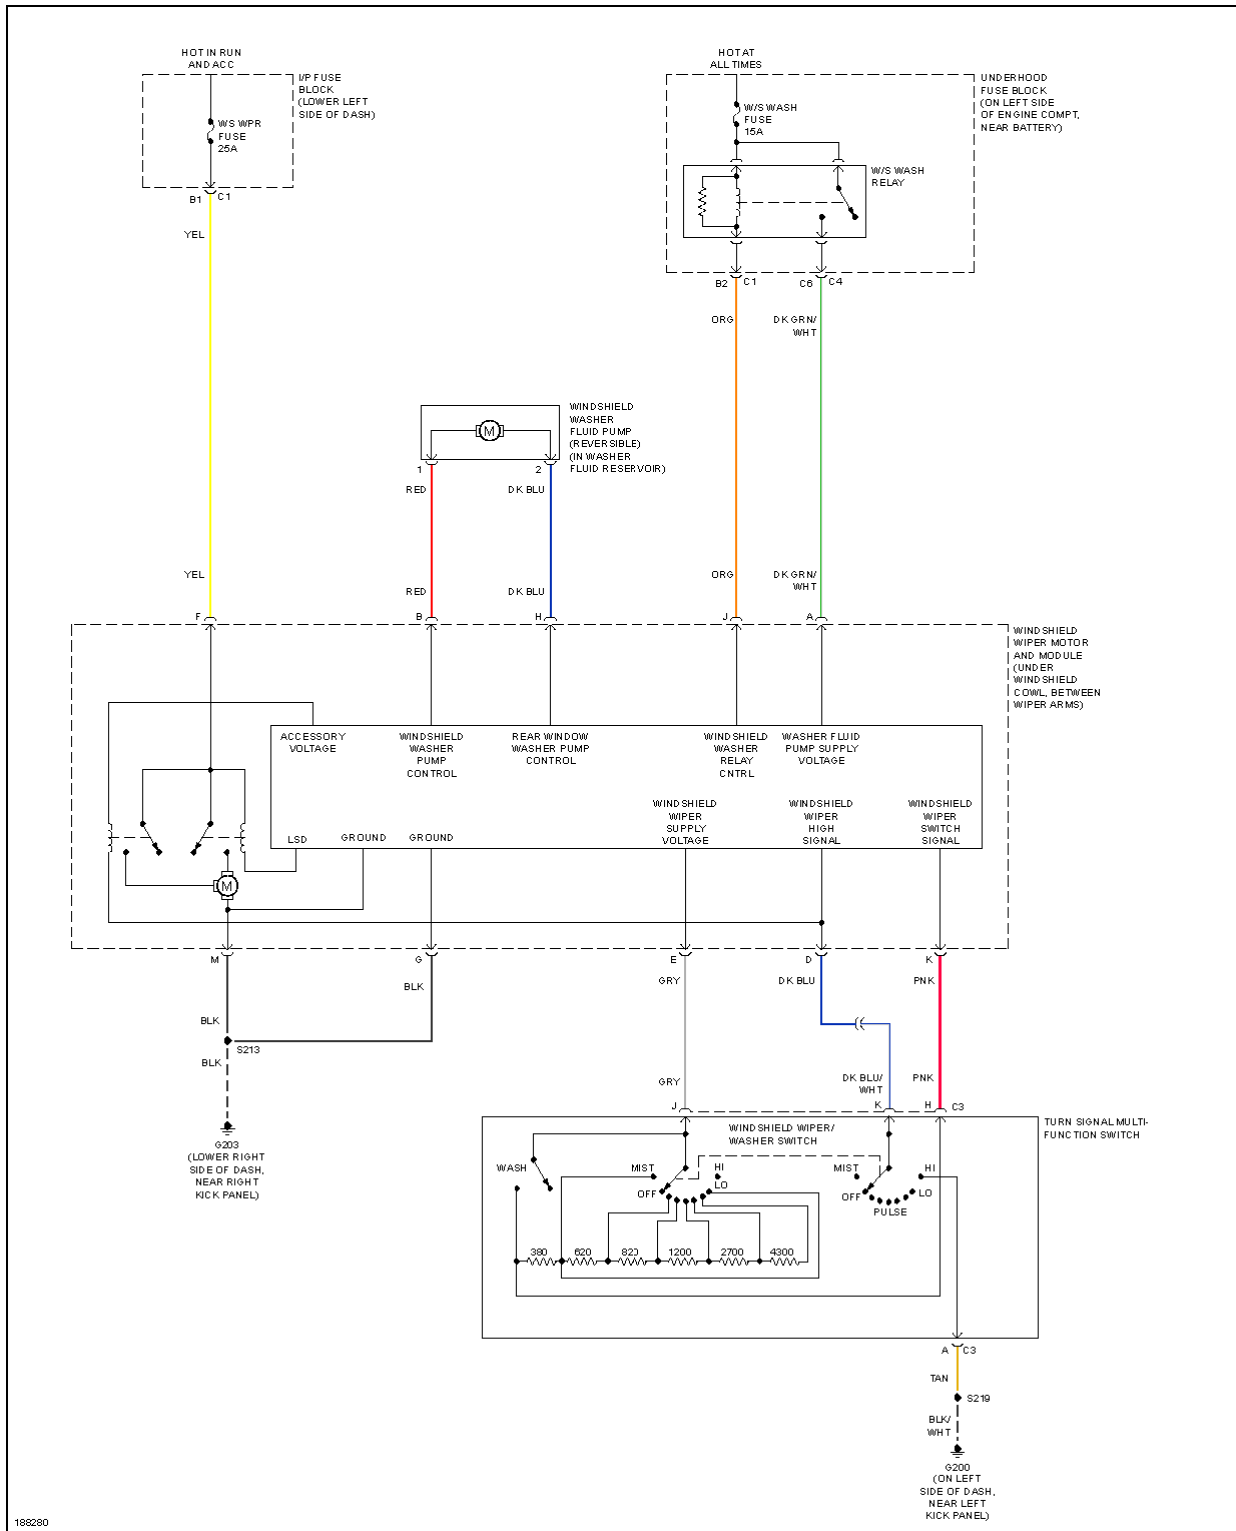 HOT IN RUN
AND ACC
I/P FUSE
BLOCK
(LOWER LEFT
SIDE OF DASH)
WS WPR
FUSE
25A
B1
C1
YEL
HOT AT
ALL TIMES
UNDERHOOD
FUSE BLOCK
(ON LEFT SIDE
OF ENGINE COMPT,
NEAR BATTERY)
W/S WASH
FUSE
15A
W/S WASH
RELAY
B2
C1
C6
C4
ORG
DK GRN/
WHT
WINDSHIELD
WASHER
FLUID PUMP
(REVERSIBLE)
(IN WASHER
FLUID RESERVOIR)
M
1
2
RED
DK BLU
YEL
RED
DK BLU
ORG
DK GRN/
WHT
F
B
H
J
A
WINDSHIELD
WIPER MOTOR
AND MODULE
(UNDER
WINDSHIELD
COWL, BETWEEN
WIPER ARMS)
ACCESSORY
VOLTAGE
WINDSHIELD
WASHER
PUMP
CONTROL
REAR WINDOW
WASHER PUMP
CONTROL
WINDSHIELD
WASHER
RELAY
CNTRL
WASHER FLUID
PUMP SUPPLY
VOLTAGE
LSD
GROUND
GROUND
WINDSHIELD
WIPER
SUPPLY
VOLTAGE
WINDSHIELD
WIPER
HIGH
SIGNAL
WINDSHIELD
WIPER
SWITCH
SIGNAL
M
M
G
E
D
K
BLK
GRY
DK BLU
PNK
BLK
S213
BLK
G203
(LOWER RIGHT
SIDE OF DASH,
NEAR RIGHT
KICK PANEL)
GRY
DK BLU/
WHT
PNK
J
K
H
C3
TURN SIGNAL MULTI-
FUNCTION SWITCH
WINDSHIELD WIPER/
WASHER SWITCH
WASH
MIST
OFF
HI
LO
MIST
OFF
HI
LO
PULSE
380
620
820
1200
2700
4300
A
C3
TAN
S219
BLK/
WHT
G200
(ON LEFT
SIDE OF DASH,
NEAR LEFT
KICK PANEL)
188280